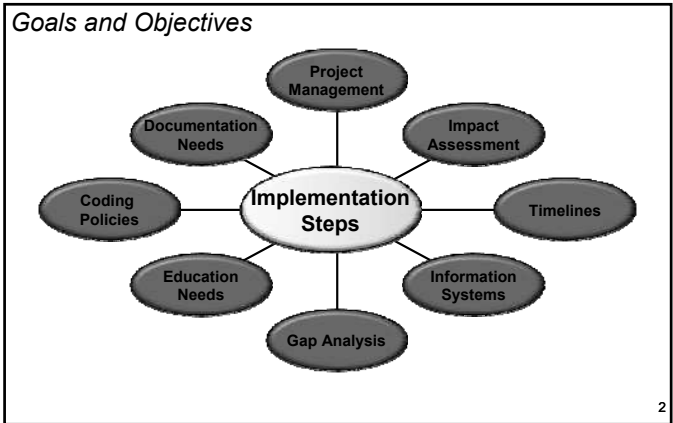 Goals and Objectives
Project
Management
Documentation
Needs
Impact
Assessment
Implementation
Steps
Coding
Policies
Timelines
Education
Needs
Information
Systems
Gap Analysis
2